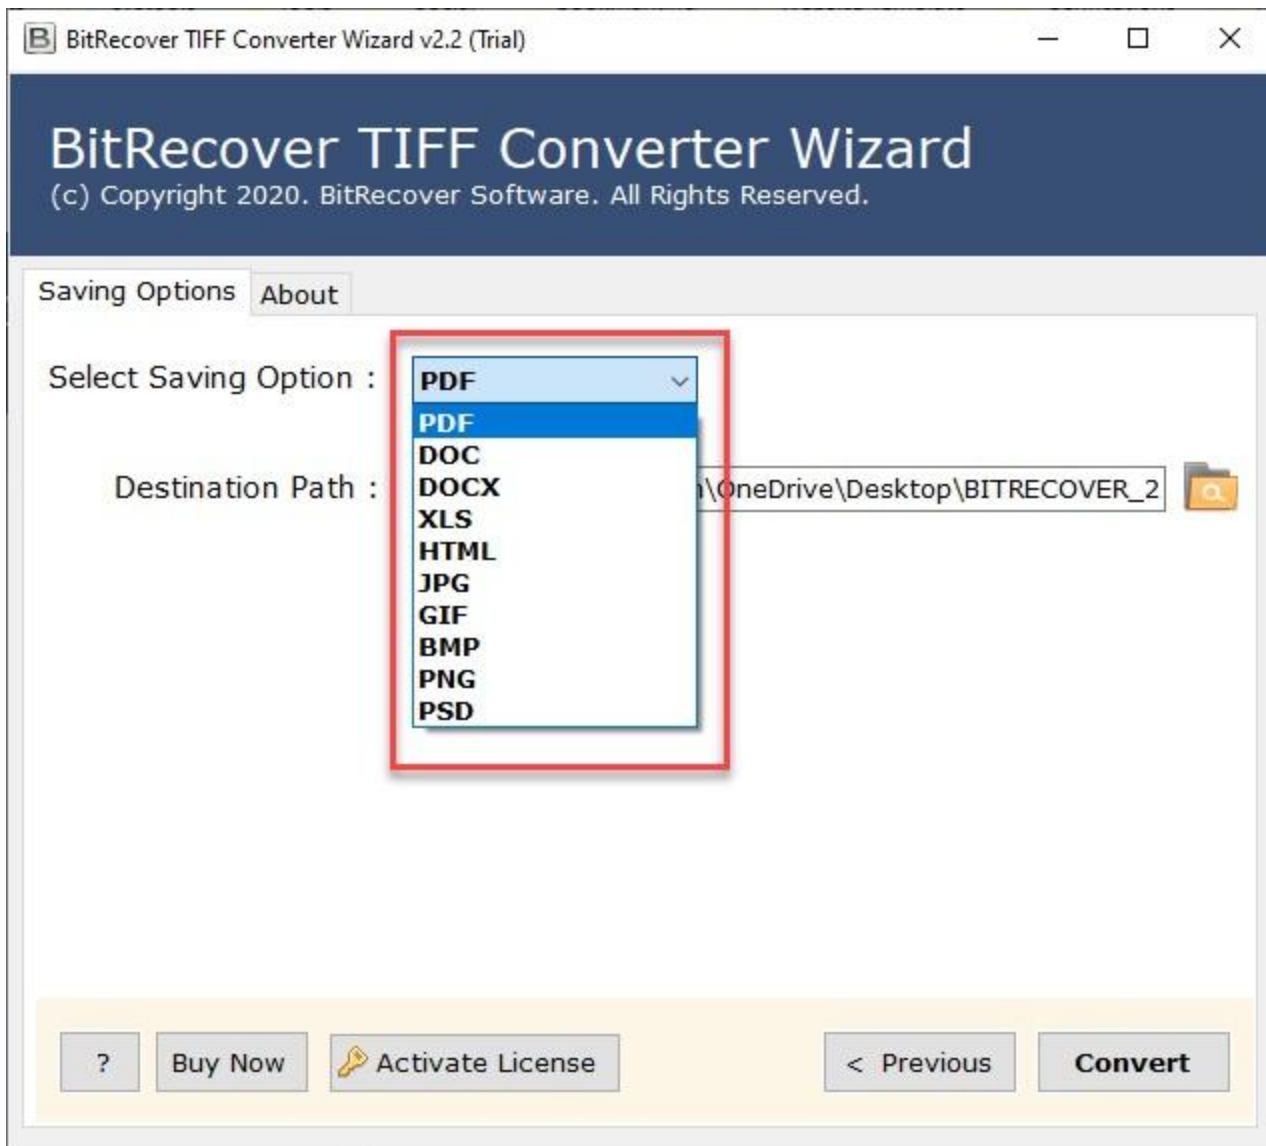 BitRecover TIFF Converter Wizard v2.2 (Trial)
BitRecover TIFF Converter Wizard
(c) Copyright 2020. BitRecover Software. All Rights Reserved.
Saving Options About
Select Saving Option : PDF
PDF
DOC
Destination Path : \OneDrive\Desktop\BITRECOVER_2
DOCX
XLS
HTML
JPG
GIF
BMP
PNG
PSD
? Buy Now Activate License < Previous Convert